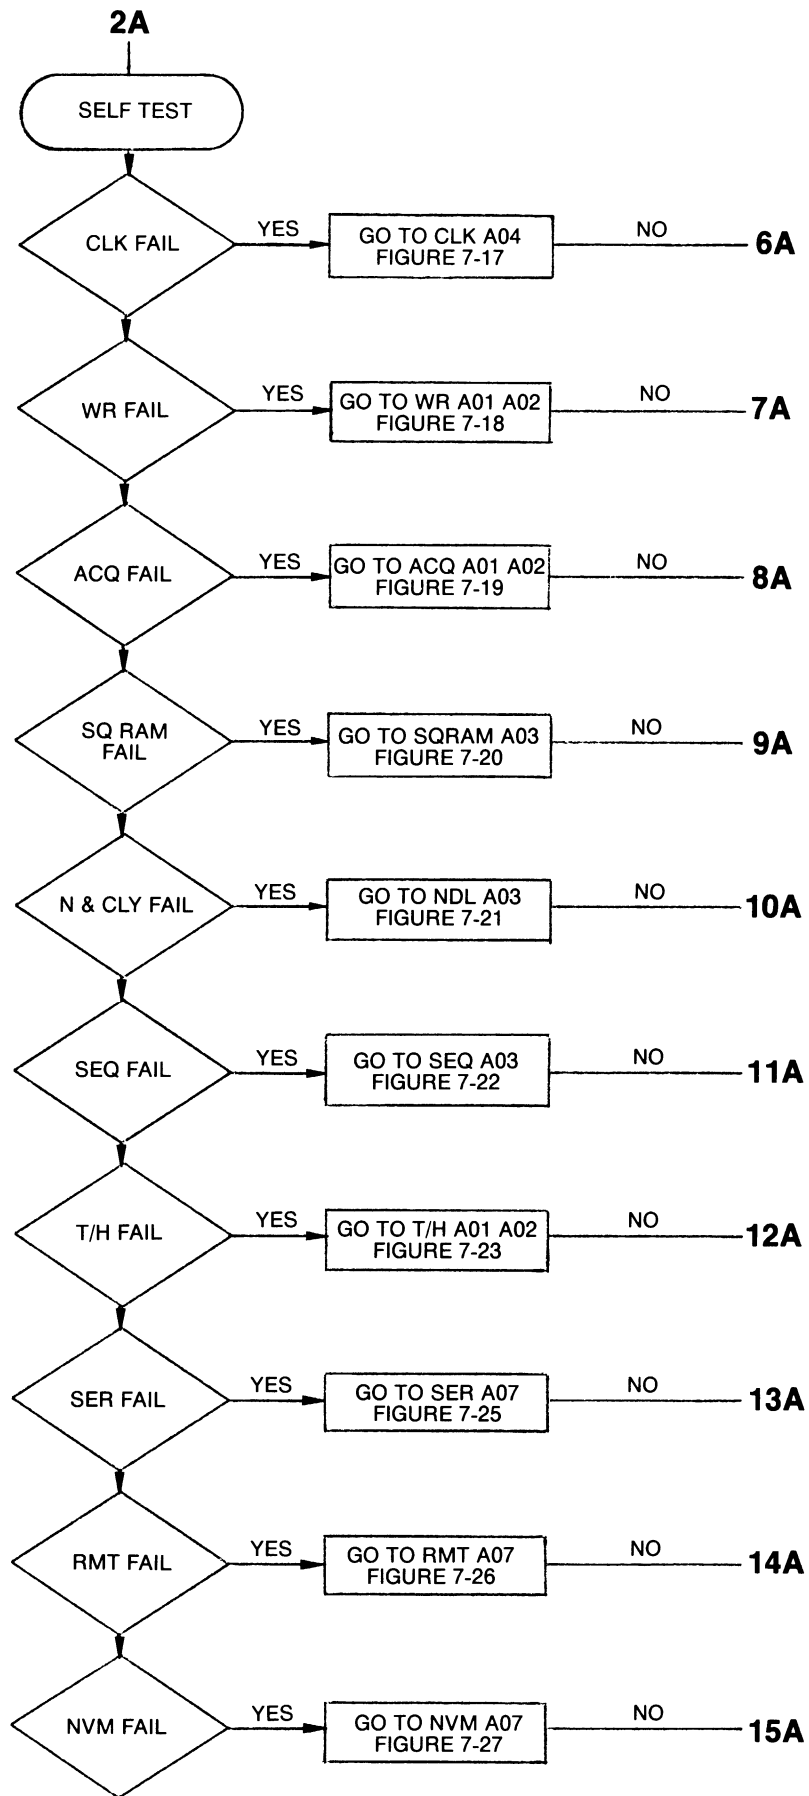 2A
SELF TEST
CLK FAIL
YES
GO TO CLK A04
FIGURE 7-17
NO
6A
WR FAIL
YES
GO TO WR A01 A02
FIGURE 7-18
NO
7A
ACQ FAIL
YES
GO TO ACQ A01 A02
FIGURE 7-19
NO
8A
SQ RAM
FAIL
YES
GO TO SQRAM A03
FIGURE 7-20
NO
9A
N & CLY FAIL
YES
GO TO NDL A03
FIGURE 7-21
NO
10A
SEQ FAIL
YES
GO TO SEQ A03
FIGURE 7-22
NO
11A
T/H FAIL
YES
GO TO T/H A01 A02
FIGURE 7-23
NO
12A
SER FAIL
YES
GO TO SER A07
FIGURE 7-25
NO
13A
RMT FAIL
YES
GO TO RMT A07
FIGURE 7-26
NO
14A
NVM FAIL
YES
GO TO NVM A07
FIGURE 7-27
NO
15A